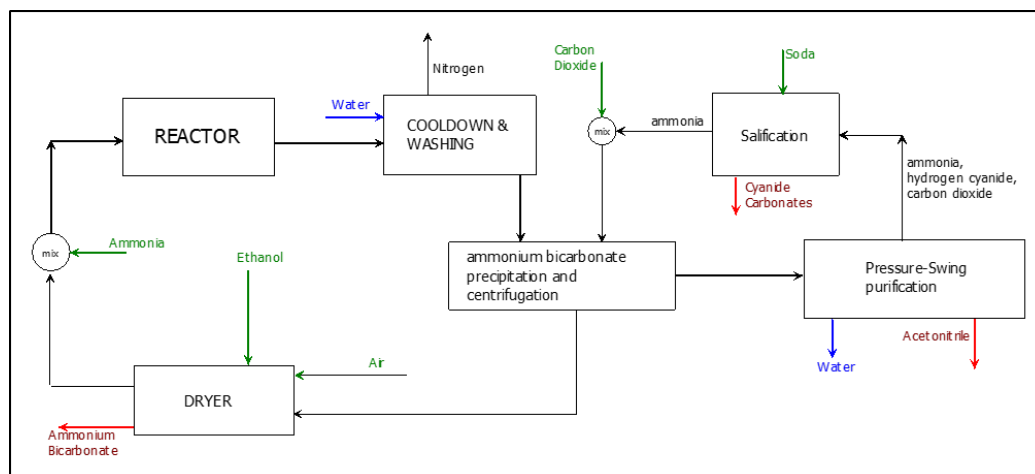 Nitrogen
Carbon
Dioxide
Soda
Water
REACTOR
COOLDOWN &
WASHING
mix
ammonia
Salification
ammonia,
hydrogen cyanide,
carbon dioxide
Cyanide
Carbonates
mix
Ammonia
Ethanol
ammonium bicarbonate
precipitation and
centrifugation
Pressure-Swing
purification
Air
Water
Acetonitrile
DRYER
Ammonium
Bicarbonate